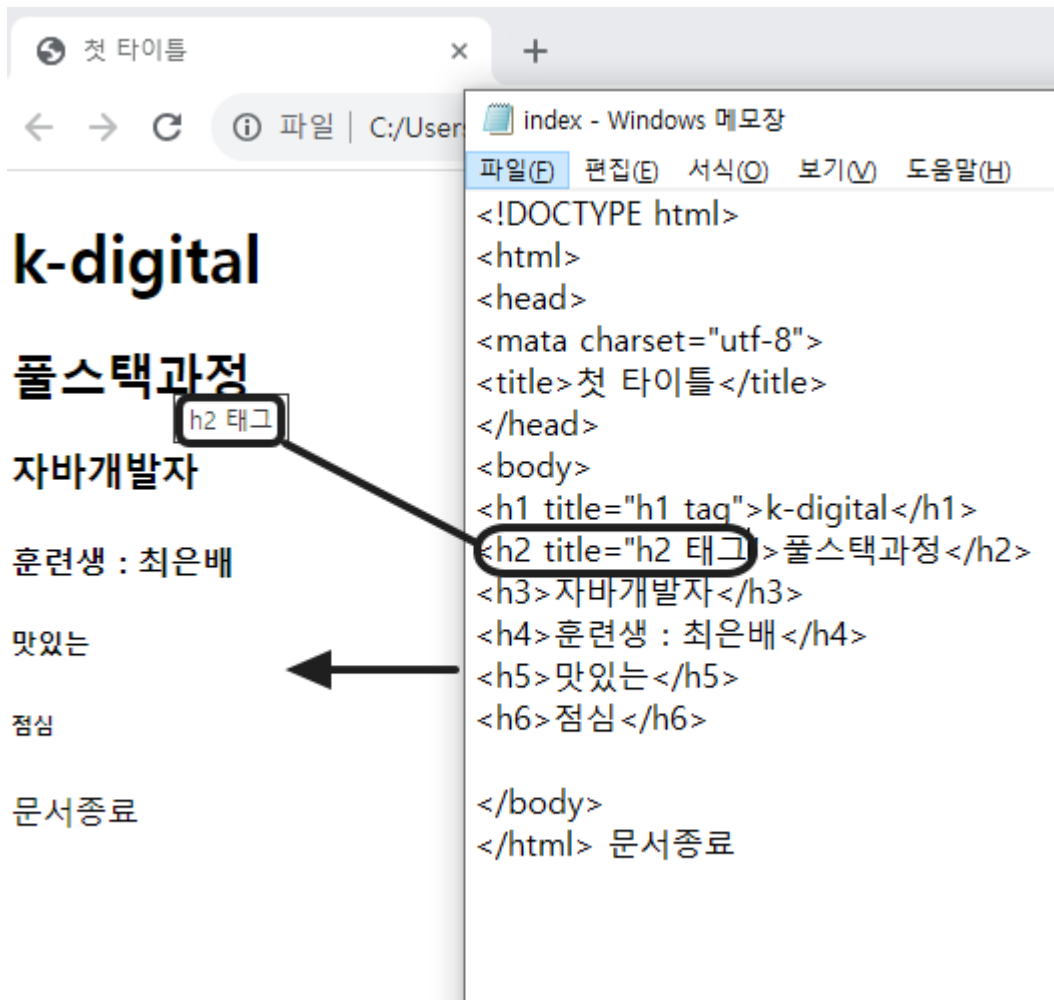 첫 타이틀
파일 | C:/User
k-digital
풀스택과정
h2 태그
자바개발자
훈련생 : 최은배
맛있는
점심
문서종료
index - Windows 메모장
파일(F) 편집(E) 서식(O) 보기(V) 도움말(H)
<!DOCTYPE html>
<html>
<head>
<mata charset="utf-8">
<title>첫 타이틀</title>
</head>
<body>
<h1 title="h1 tag">k-digital</h1>
<h2 title="h2 태그">풀스택과정</h2>
<h3>자바개발자</h3>
<h4>훈련생 : 최은배</h4>
<h5>맛있는</h5>
<h6>점심</h6>
</body>
</html> 문서종료